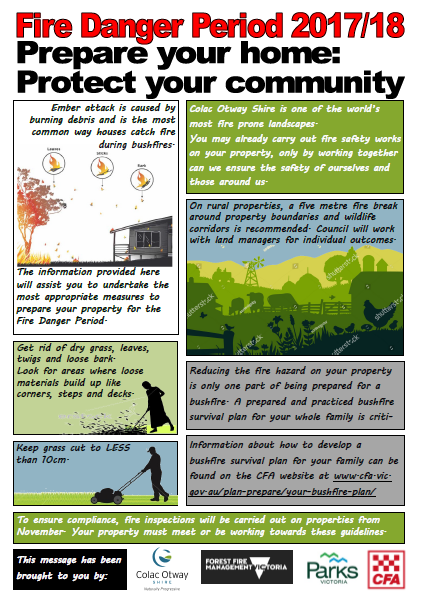 Fire Danger Period 2017/18
Prepare your home:
Protect your community
Ember attack is caused by
burning debris and is the most
common way houses catch fire
during bushfires.
Leaves
Sticks
Bark
The information provided here
will assist you to undertake the
most appropriate measures to
prepare your property for the
Fire Danger Period.
Get rid of dry grass, leaves,
twigs and loose bark.
Look for areas where loose
materials build up like
corners, steps and decks.
Keep grass cut to LESS
than 10cm.
Colac Otway Shire is one of the world's
most fire prone landscapes.
You may already carry out fire safety works
on your property, only by working together
can we ensure the safety of ourselves and
those around us.
On rural properties, a five metre fire break
around property boundaries and wildlife
corridors is recommended. Council will work
with land managers for individual outcomes.
shutterstock
shutterstock
shutterstock
shutterstock
Reducing the fire hazard on your property
is only one part of being prepared for a
bushfire. A prepared and practiced bushfire
survival plan for your whole family is criti-
Information about how to develop a
bushfire survival plan for your family can be
found on the CFA website at www.cfa.vic.
gov.au/plan-prepare/your-bushfire-plan/
To ensure compliance, fire inspections will be carried out on properties from
November. Your property must meet or be working towards these guidelines.
This message has been
brought to you by:
Colac Otway
SHIRE
Naturally Progressive
FOREST FIRE
MANAGEMENT VICTORIA
Parks
VICTORIA
CFA